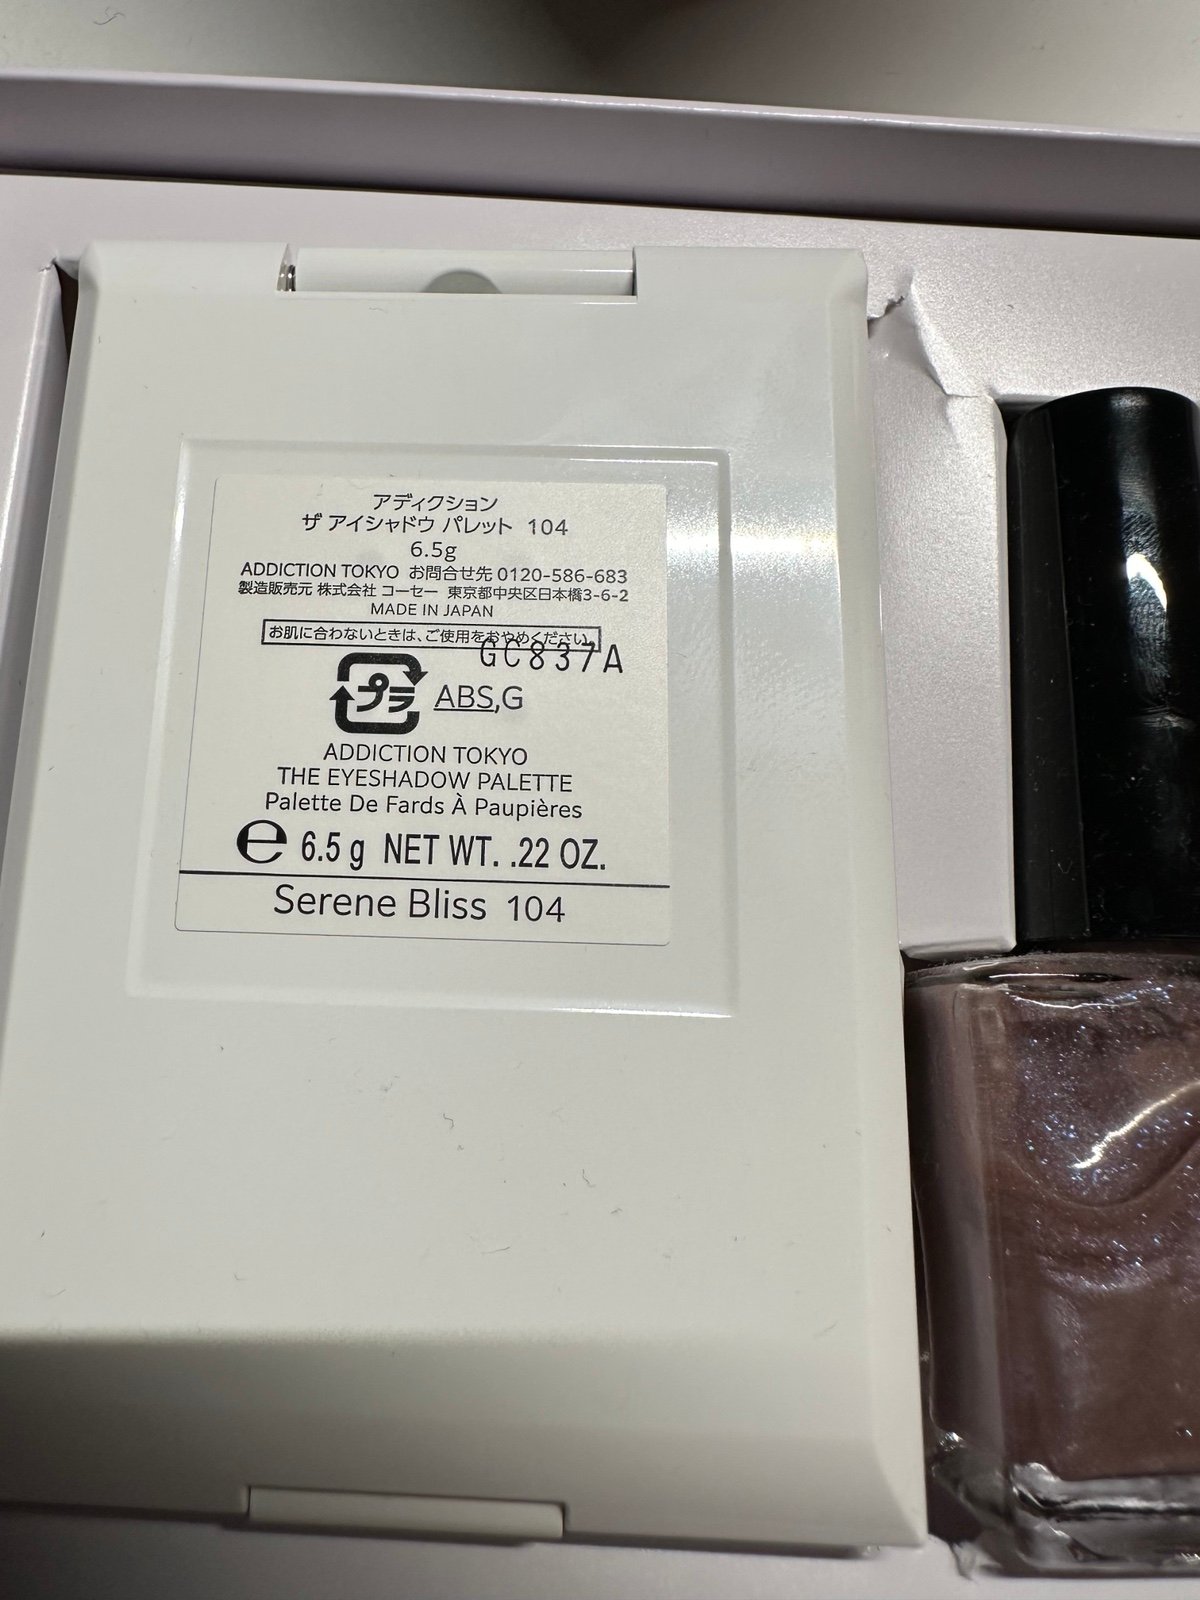 アディクション
ザ アイシャドウ パレット 104
6.5g
ADDICTION TOKYO お問合せ先 0120-586-683
製造販売元 株式会社 コーセー 東京都中央区日本橋3-6-2
MADE IN JAPAN
お肌に合わないときは、ご使用をおやめください。
GC837A
プラ ABS,G
ADDICTION TOKYO
THE EYESHADOW PALETTE
Palette De Fards À Paupières
℮ 6.5 g NET WT. .22 OZ.
Serene Bliss 104